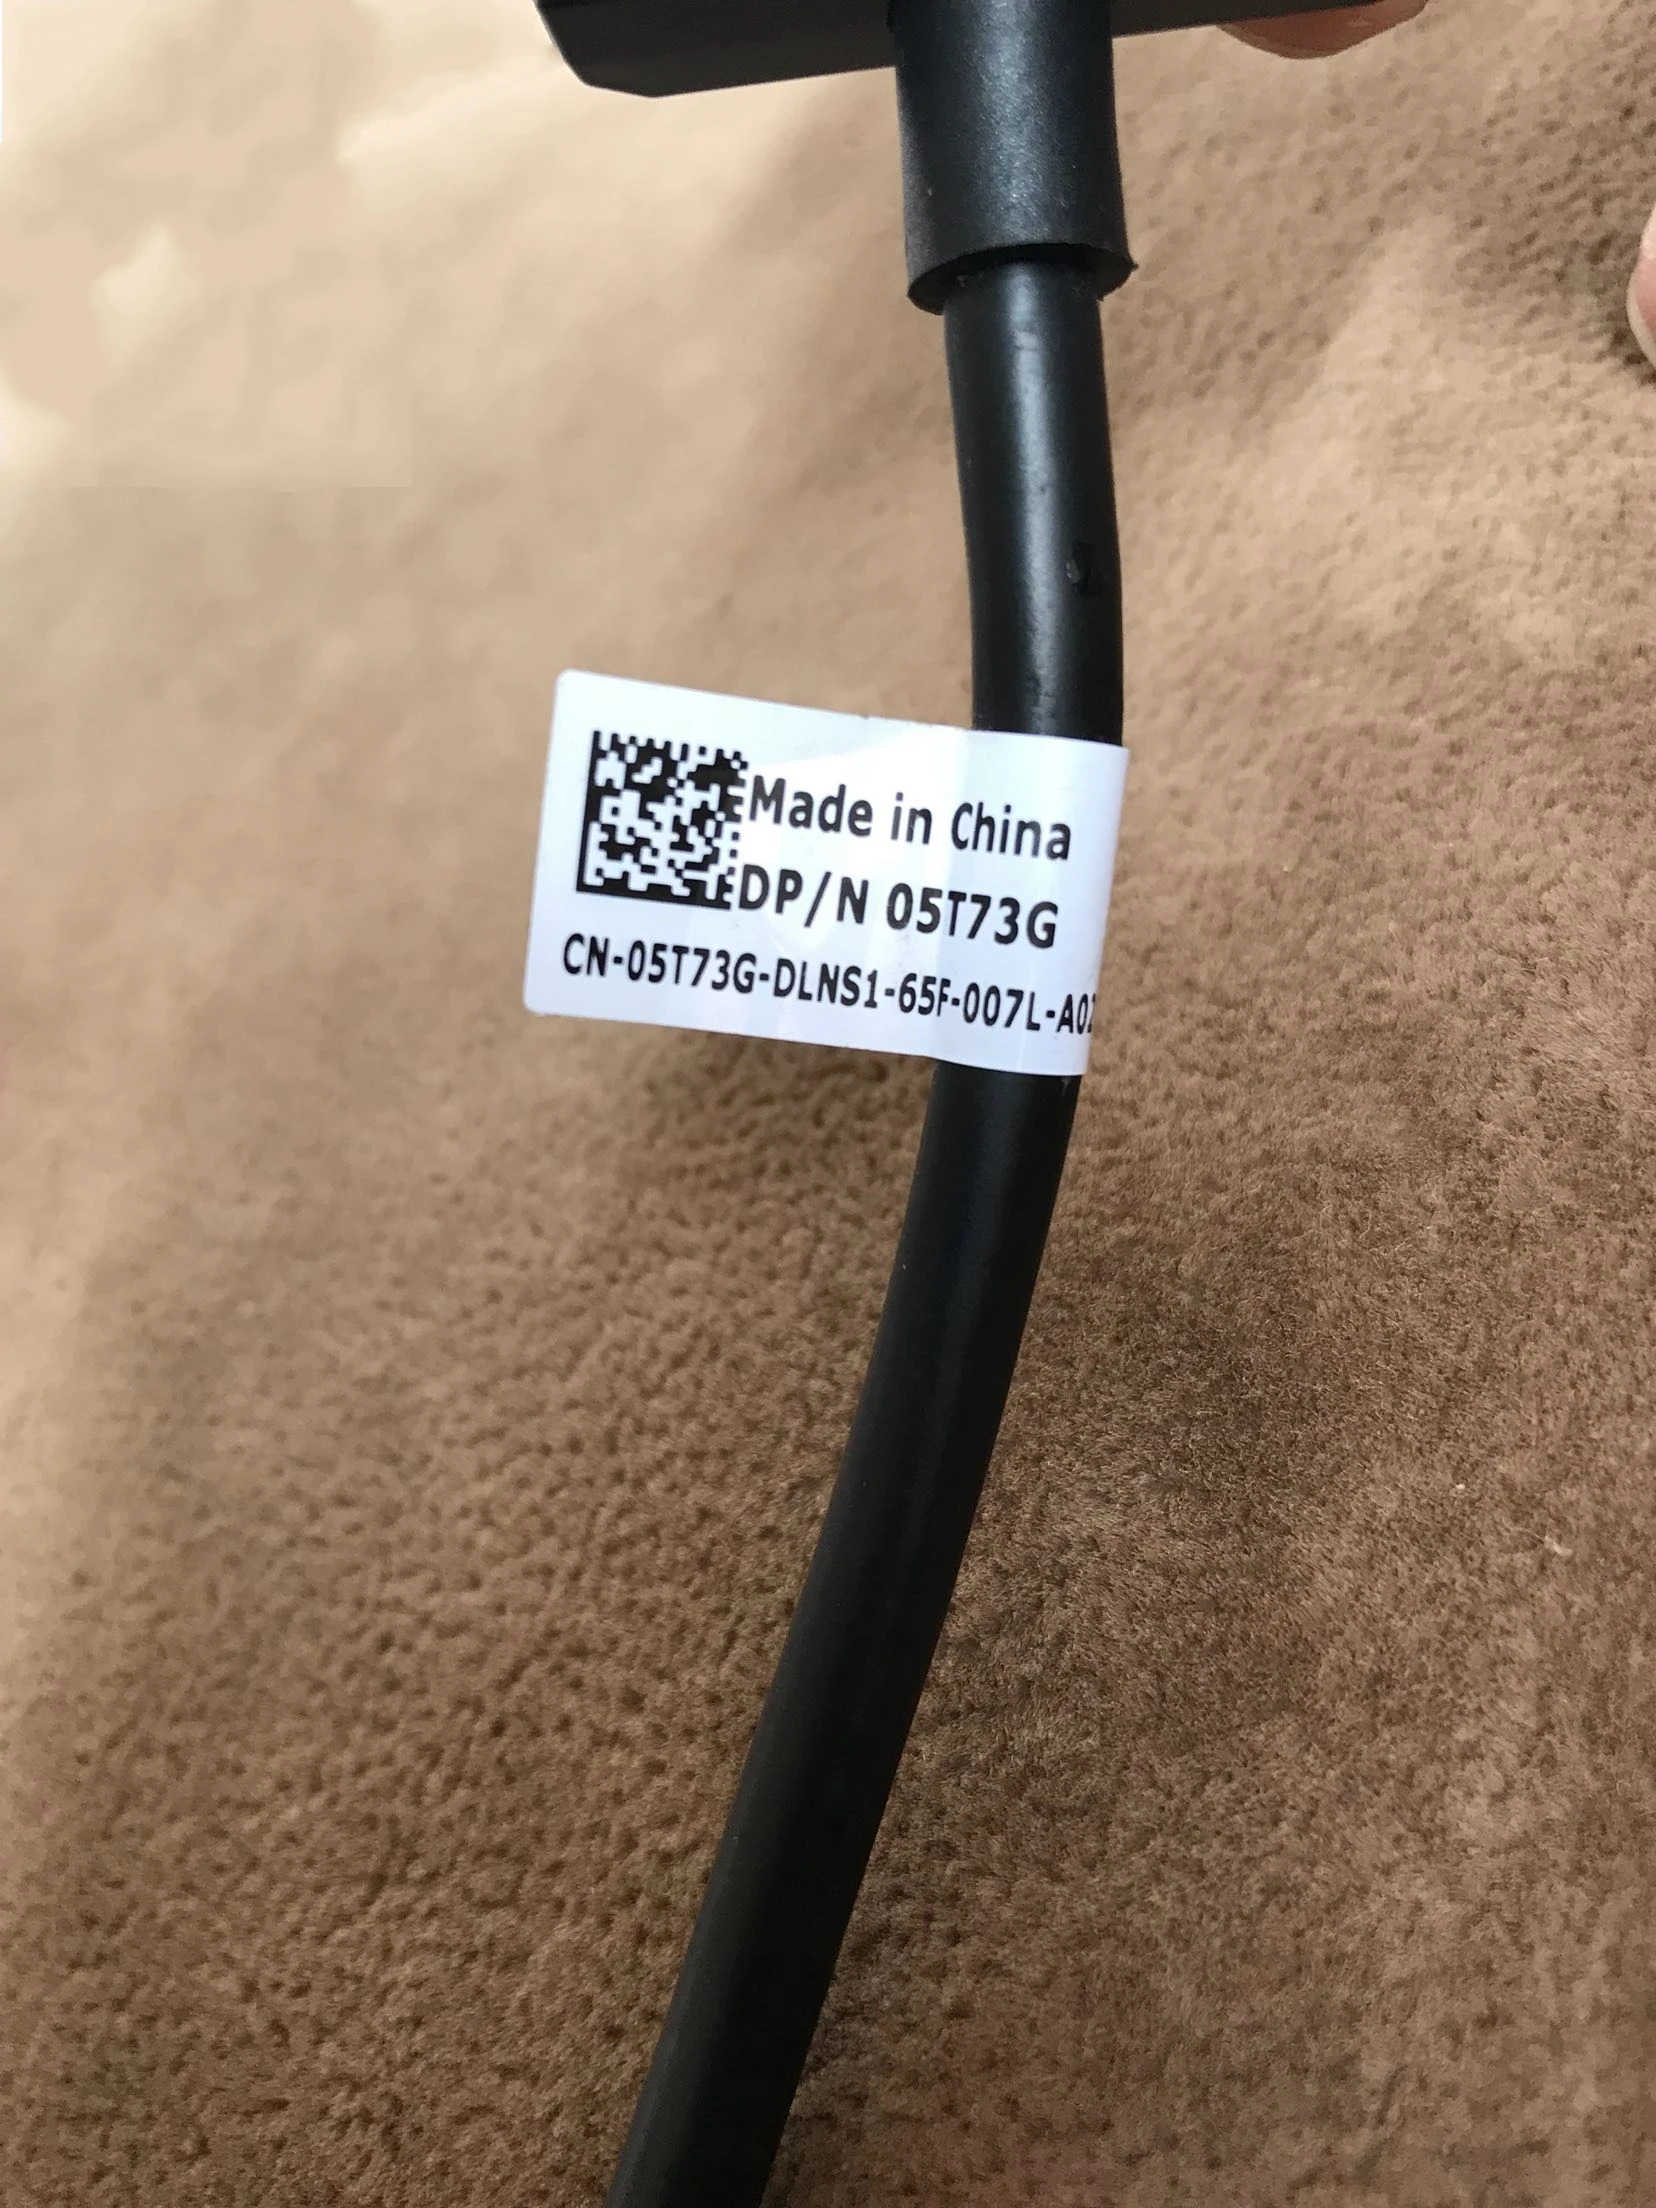 Made in China
DP/N 05T73G
CN-05T73G-DLNS1-65F-007L-A0